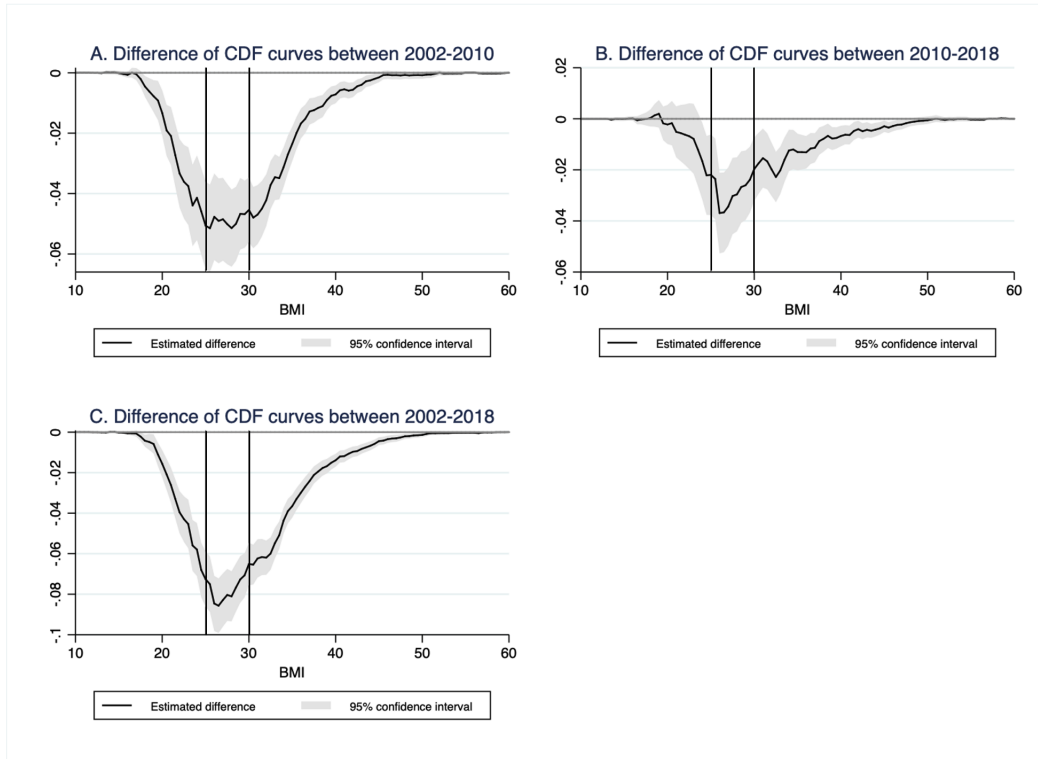 A. Difference of CDF curves between 2002-2010
0
-.02
-.04
-.06
10 20 30 40 50 60
BMI
Estimated difference 95% confidence interval
B. Difference of CDF curves between 2010-2018
.02
0
-.02
-.04
-.06
10 20 30 40 50 60
BMI
Estimated difference 95% confidence interval
C. Difference of CDF curves between 2002-2018
0
-.02
-.04
-.06
-.08
-.1
10 20 30 40 50 60
BMI
Estimated difference 95% confidence interval